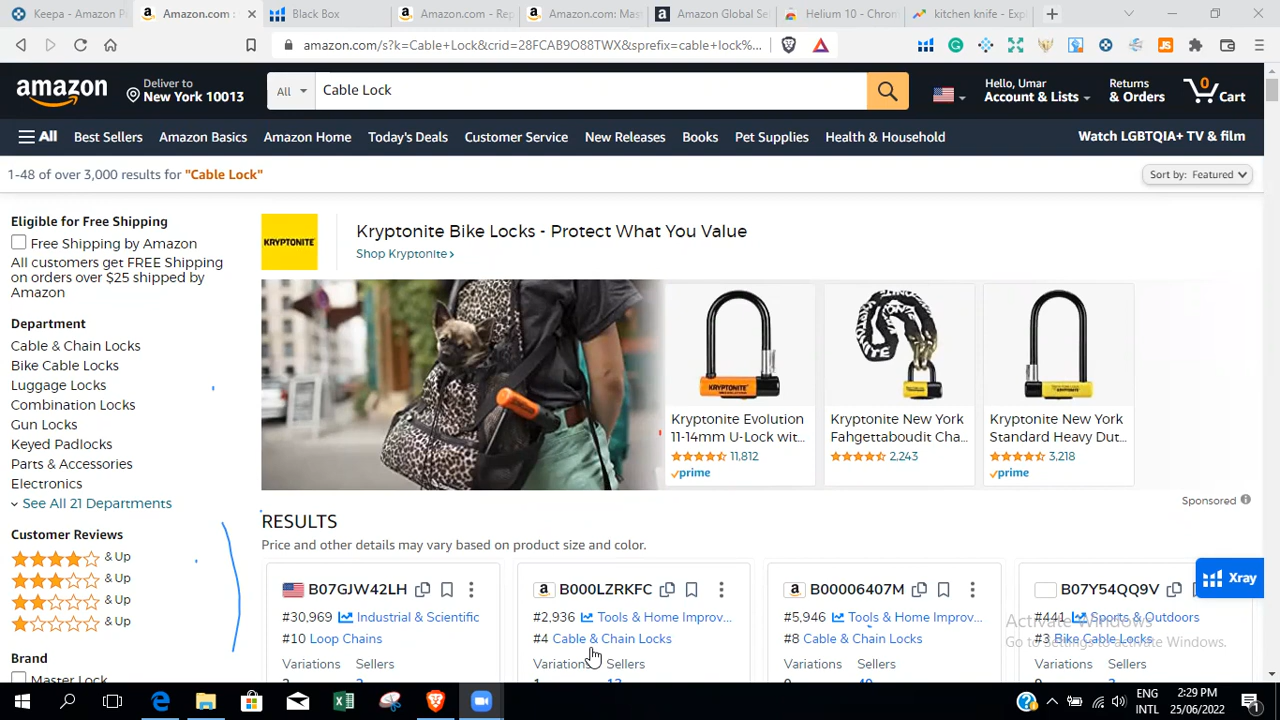 Keepa - Amazon P
Amazon.com :
Black Box
Amazon.com - Rep
Amazon.com: Mas
Amazon Global Se
Helium 10 - Chron
kitchen knife - Exp
amazon.com/s?k=Cable+Lock&crid=28FCAB9O88TWX&sprefix=cable+lock%...
amazon
Deliver to
New York 10013
All
Cable Lock
Hello, Umar
Account & Lists
Returns
& Orders
0
Cart
All
Best Sellers
Amazon Basics
Amazon Home
Today's Deals
Customer Service
New Releases
Books
Pet Supplies
Health & Household
Watch LGBTQIA+ TV & film
1-48 of over 3,000 results for "Cable Lock"
Sort by: Featured
Eligible for Free Shipping
Free Shipping by Amazon
All customers get FREE Shipping
on orders over $25 shipped by
Amazon
Department
Cable & Chain Locks
Bike Cable Locks
Luggage Locks
Combination Locks
Gun Locks
Keyed Padlocks
Parts & Accessories
Electronics
See All 21 Departments
Customer Reviews
& Up
& Up
& Up
& Up
Brand
Master Lock
KRYPTONITE
Kryptonite Bike Locks - Protect What You Value
Shop Kryptonite ›
KRYPTONITE
Kryptonite Evolution
11-14mm U-Lock wit...
11,812
prime
Kryptonite New York
Fahgettaboudit Cha...
2,243
Kryptonite New York
Standard Heavy Dut...
3,218
prime
Sponsored
RESULTS
Price and other details may vary based on product size and color.
B07GJW42LH
#30,969 Industrial & Scientific
#10 Loop Chains
Variations Sellers
B000LZRKFC
#2,936 Tools & Home Improv...
#4 Cable & Chain Locks
Variations Sellers
B00006407M
#5,946 Tools & Home Improv...
#8 Cable & Chain Locks
Variations Sellers
B07Y54QQ9V
#441 Sports & Outdoors
#3 Bike Cable Locks
Variations Sellers
Xray
Activate Windows
Go to Settings to activate Windows.
ENG
INTL
2:29 PM
25/06/2022